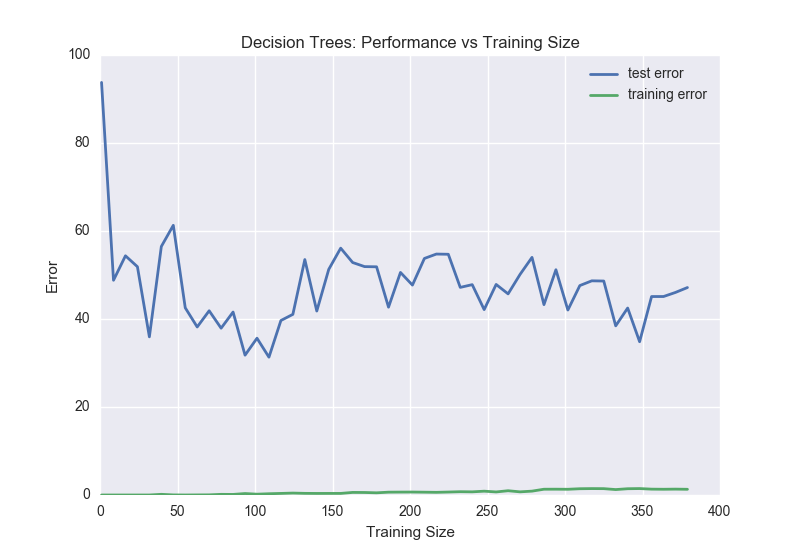 Decision Trees: Performance vs Training Size
test error
training error
100
80
60
40
20
0
Error
0 50 100 150 200 250 300 350 400
Training Size